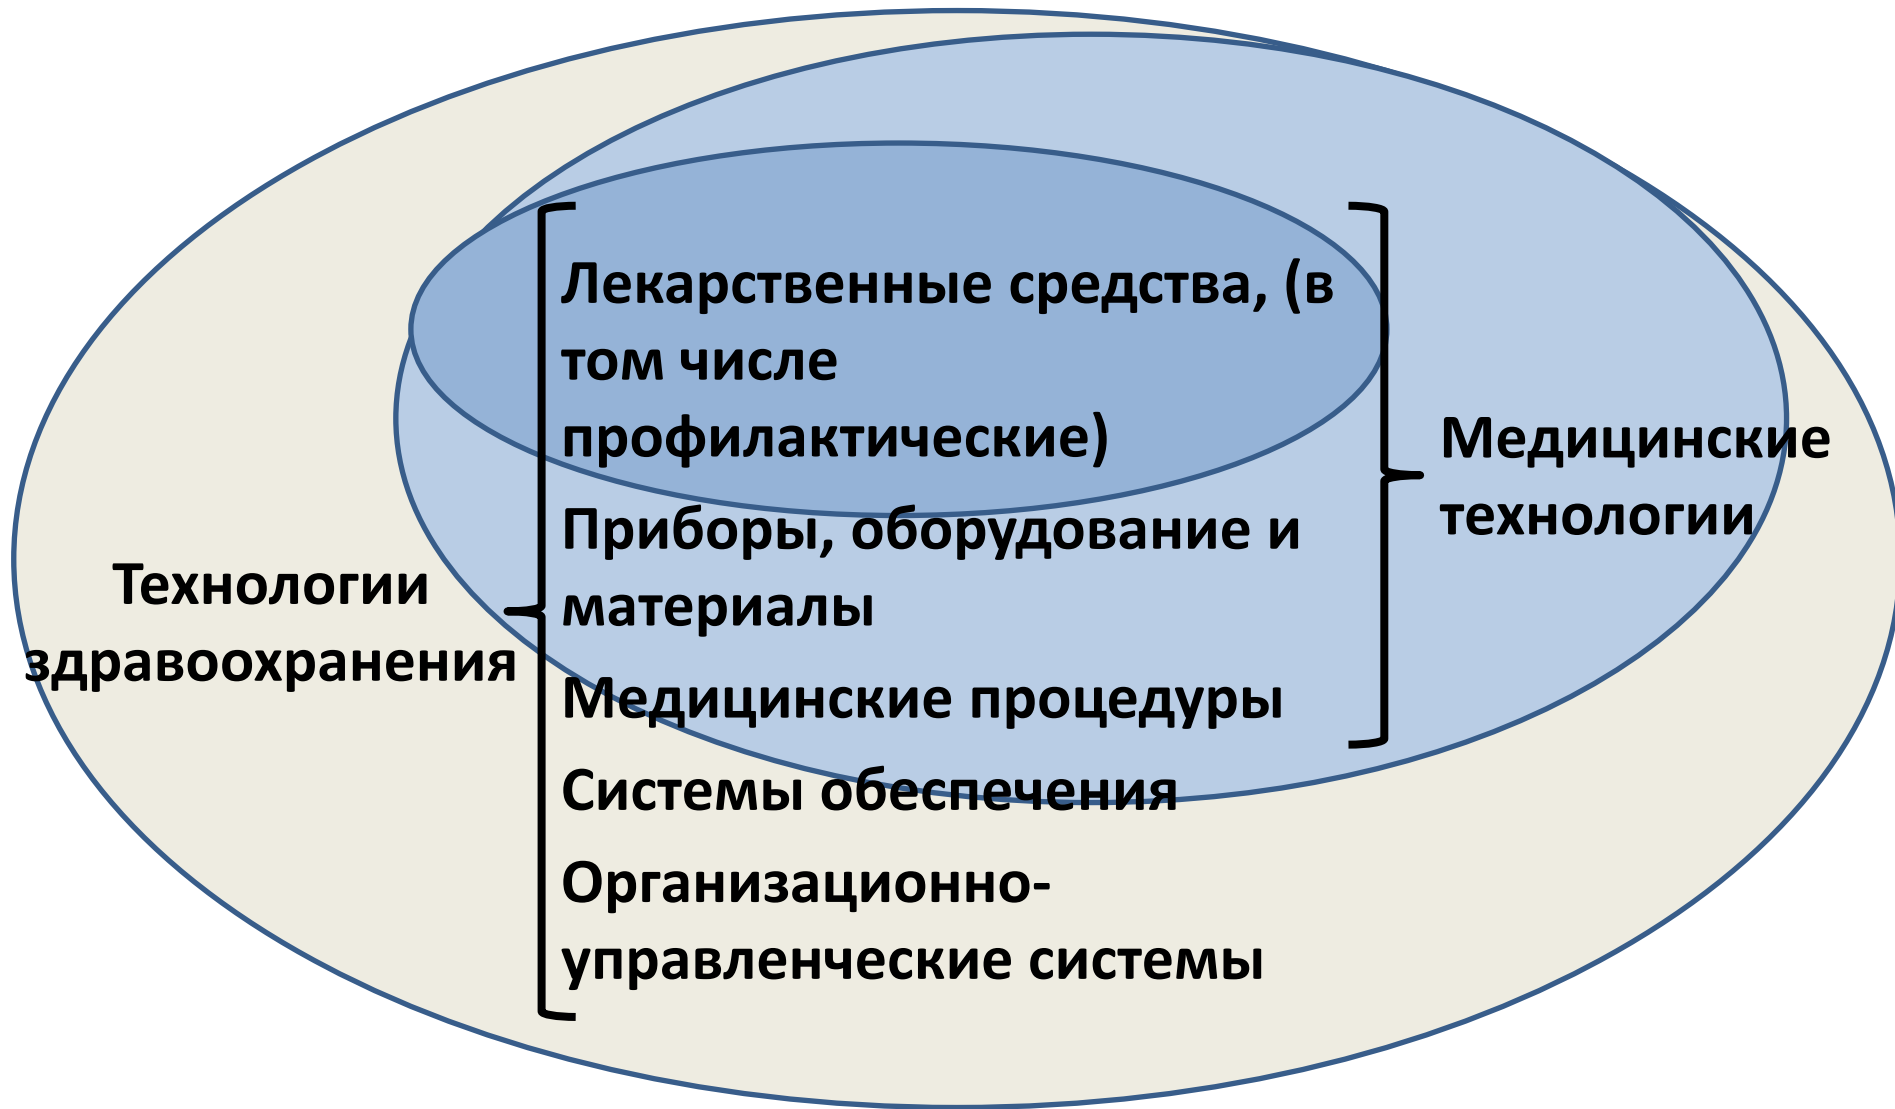 Лекарственные средства, (в
том числе
профилактические)
Приборы, оборудование и
материалы
Медицинские процедуры
Системы обеспечения
Организационно-
управленческие системы
Медицинские
технологии
Технологии
здравоохранения